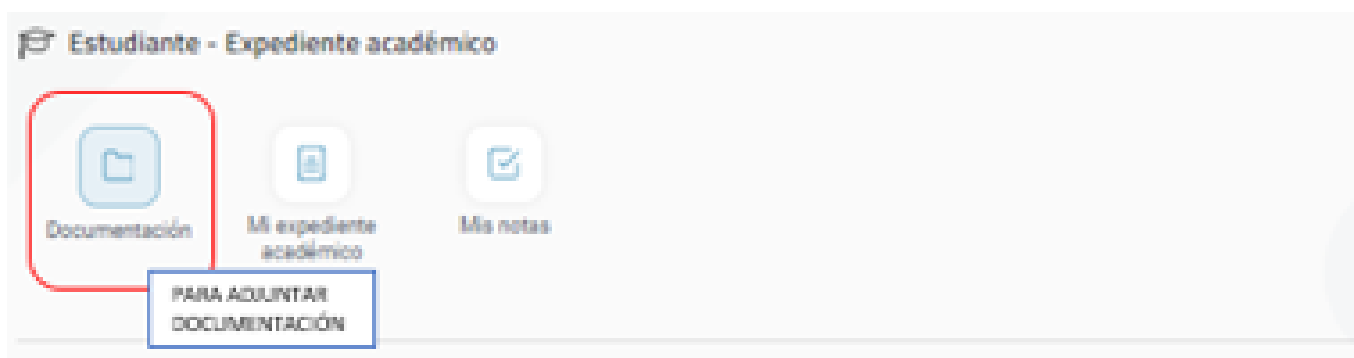 Estudiante - Expediente académico
Documentación
Mi expediente
académico
Mis notas
PARA ADJUNTAR
DOCUMENTACIÓN